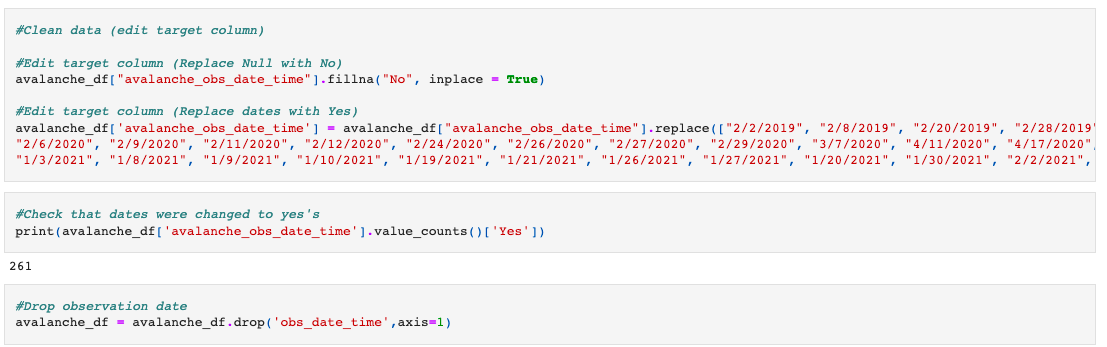 #Clean data (edit target column)
#Edit target column (Replace Null with No)
avalanche_df["avalanche_obs_date_time"].fillna("No", inplace = True)
#Edit target column (Replace dates with Yes)
avalanche_df['avalanche_obs_date_time'] = avalanche_df["avalanche_obs_date_time"].replace(["2/2/2019", "2/8/2019", "2/20/2019", "2/28/2019"
"2/6/2020", "2/9/2020", "2/11/2020", "2/12/2020", "2/24/2020", "2/26/2020", "2/27/2020", "2/29/2020", "3/7/2020", "4/11/2020", "4/17/2020",
"1/3/2021", "1/8/2021", "1/9/2021", "1/10/2021", "1/19/2021", "1/21/2021", "1/26/2021", "1/27/2021", "1/20/2021", "1/30/2021", "2/2/2021",
#Check that dates were changed to yes's
print(avalanche_df['avalanche_obs_date_time'].value_counts()['Yes'])
261
#Drop observation date
avalanche_df = avalanche_df.drop('obs_date_time',axis=1)